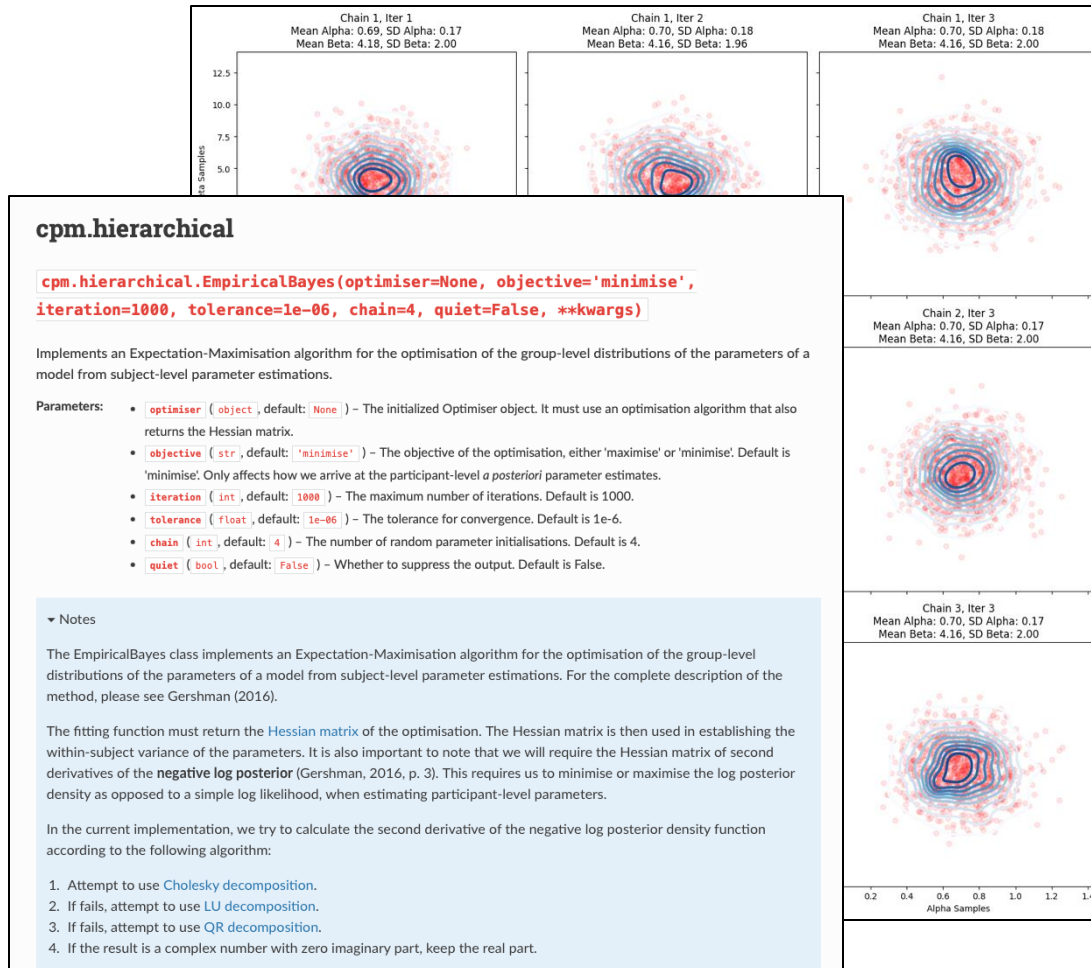 Chain 1, Iter 1
Mean Alpha: 0.69, SD Alpha: 0.17
Mean Beta: 4.18, SD Beta: 2.00
Chain 1, Iter 2
Mean Alpha: 0.70, SD Alpha: 0.18
Mean Beta: 4.16, SD Beta: 1.96
Chain 1, Iter 3
Mean Alpha: 0.70, SD Alpha: 0.18
Mean Beta: 4.16, SD Beta: 2.00
12.5
10.0
7.5
5.0
Samples
Chain 2, Iter 3
Mean Alpha: 0.70, SD Alpha: 0.17
Mean Beta: 4.16, SD Beta: 2.00
Chain 3, Iter 3
Mean Alpha: 0.70, SD Alpha: 0.17
Mean Beta: 4.16, SD Beta: 2.00
0.2 0.4 0.6 0.8 1.0 1.2
Alpha Samples
cpm.hierarchical
cpm.hierarchical.EmpiricalBayes(optimiser=None, objective='minimise',
iteration=1000, tolerance=1e-06, chain=4, quiet=False, **kwargs)
Implements an Expectation-Maximisation algorithm for the optimisation of the group-level distributions of the parameters of a
model from subject-level parameter estimations.
Parameters:
• optimiser ( object , default: None ) – The initialized Optimiser object. It must use an optimisation algorithm that also
returns the Hessian matrix.
• objective ( str , default: 'minimise' ) – The objective of the optimisation, either 'maximise' or 'minimise'. Default is
'minimise'. Only affects how we arrive at the participant-level a posteriori parameter estimates.
• iteration ( int , default: 1000 ) – The maximum number of iterations. Default is 1000.
• tolerance ( float , default: 1e-06 ) – The tolerance for convergence. Default is 1e-6.
• chain ( int , default: 4 ) – The number of random parameter initialisations. Default is 4.
• quiet ( bool , default: False ) – Whether to suppress the output. Default is False.
▾ Notes
The EmpiricalBayes class implements an Expectation-Maximisation algorithm for the optimisation of the group-level
distributions of the parameters of a model from subject-level parameter estimations. For the complete description of the
method, please see Gershman (2016).
The fitting function must return the Hessian matrix of the optimisation. The Hessian matrix is then used in establishing the
within-subject variance of the parameters. It is also important to note that we will require the Hessian matrix of second
derivatives of the negative log posterior (Gershman, 2016, p. 3). This requires us to minimise or maximise the log posterior
density as opposed to a simple log likelihood, when estimating participant-level parameters.
In the current implementation, we try to calculate the second derivative of the negative log posterior density function
according to the following algorithm:
1. Attempt to use Cholesky decomposition.
2. If fails, attempt to use LU decomposition.
3. If fails, attempt to use QR decomposition.
4. If the result is a complex number with zero imaginary part, keep the real part.